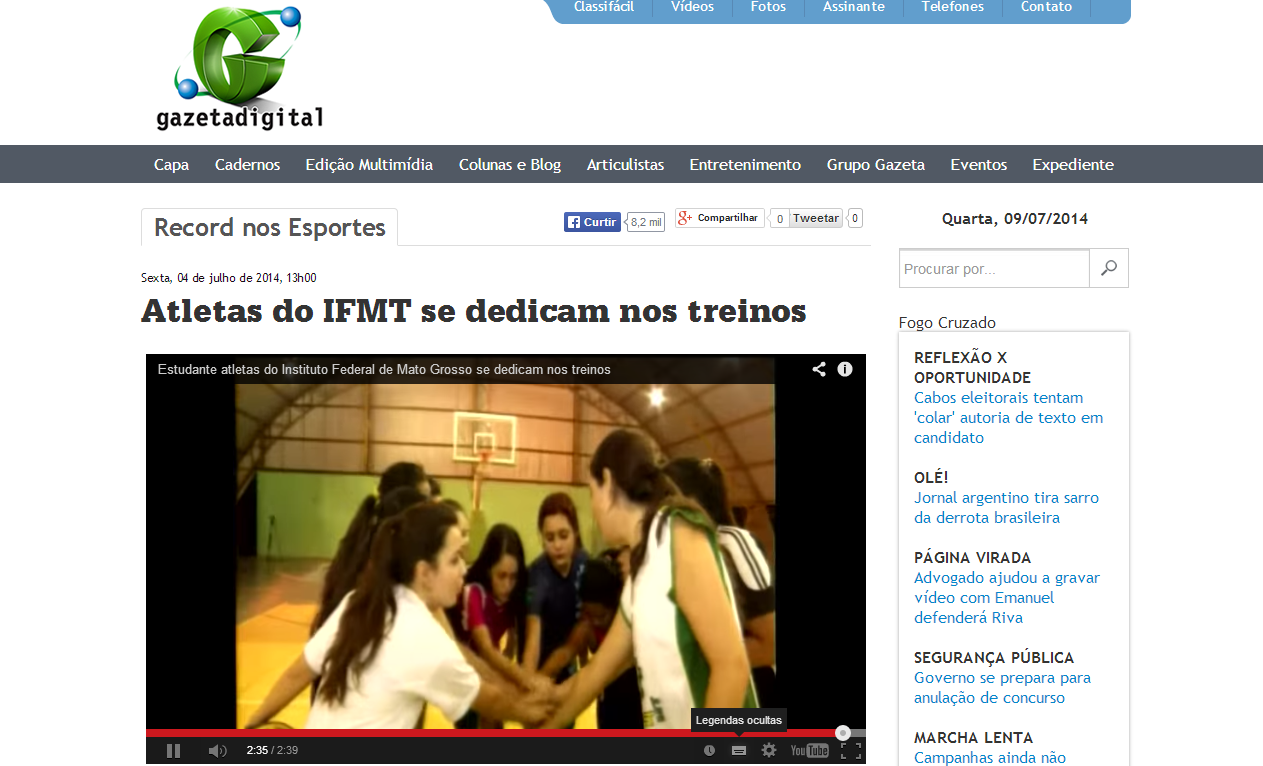 Classifácil Vídeos Fotos Assinante Telefones Contato
gazetadigital
Capa Cadernos Edição Multimídia Colunas e Blog Articulistas Entretenimento Grupo Gazeta Eventos Expediente
Record nos Esportes
Curtir 8,2 mil
Compartilhar 0
Tweetar 0
Quarta, 09/07/2014
Procurar por...
Sexta, 04 de julho de 2014, 13h00
Atletas do IFMT se dedicam nos treinos
Estudante atletas do Instituto Federal de Mato Grosso se dedicam nos treinos
Legendas ocultas
2:35 / 2:39
YouTube
Fogo Cruzado
REFLEXÃO X
OPORTUNIDADE
Cabos eleitorais tentam
'colar' autoria de texto em
candidato
OLÉ!
Jornal argentino tira sarro
da derrota brasileira
PÁGINA VIRADA
Advogado ajudou a gravar
vídeo com Emanuel
defenderá Riva
SEGURANÇA PÚBLICA
Governo se prepara para
anulação de concurso
MARCHA LENTA
Campanhas ainda não